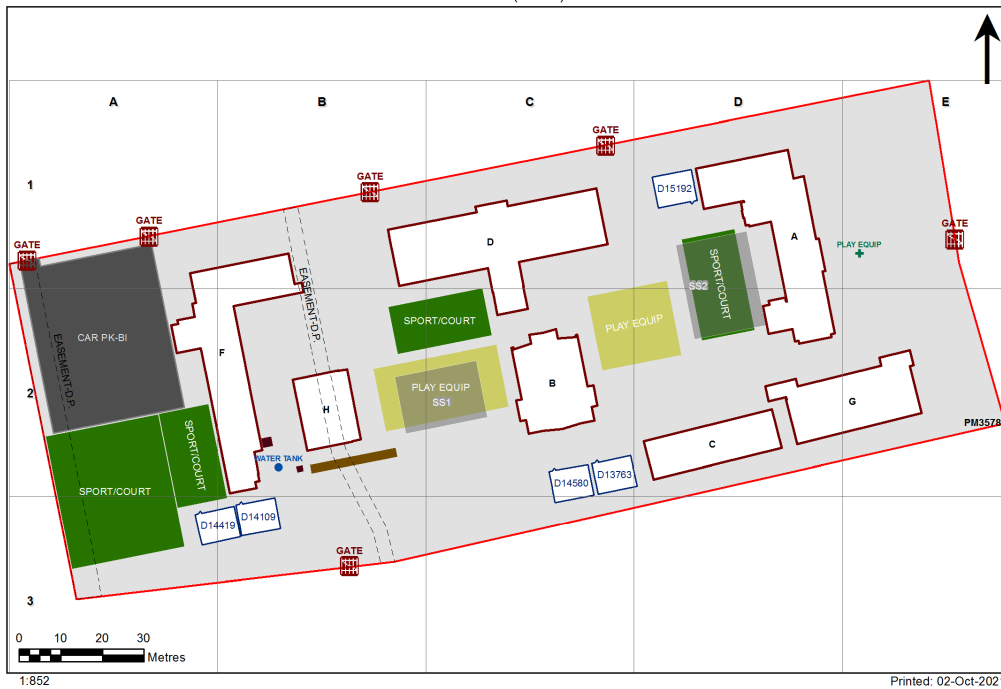 A
B
C
D
E
GATE
1
GATE
D15192
GATE
GATE
GATE
D
A
PLAY EQUIP
SPORT/COURT
SS2
EASEMENT-D.P.
SPORT/COURT
PLAY EQUIP
CAR PK-BI
EASEMENT-D.P.
F
2
PLAY EQUIP
SS1
B
H
G
PM3578
SPORT/COURT
C
WATER TANK
D14580
D13763
SPORT/COURT
D14419
D14109
GATE
3
0 10 20 30
Metres
1:852
Printed: 02-Oct-202